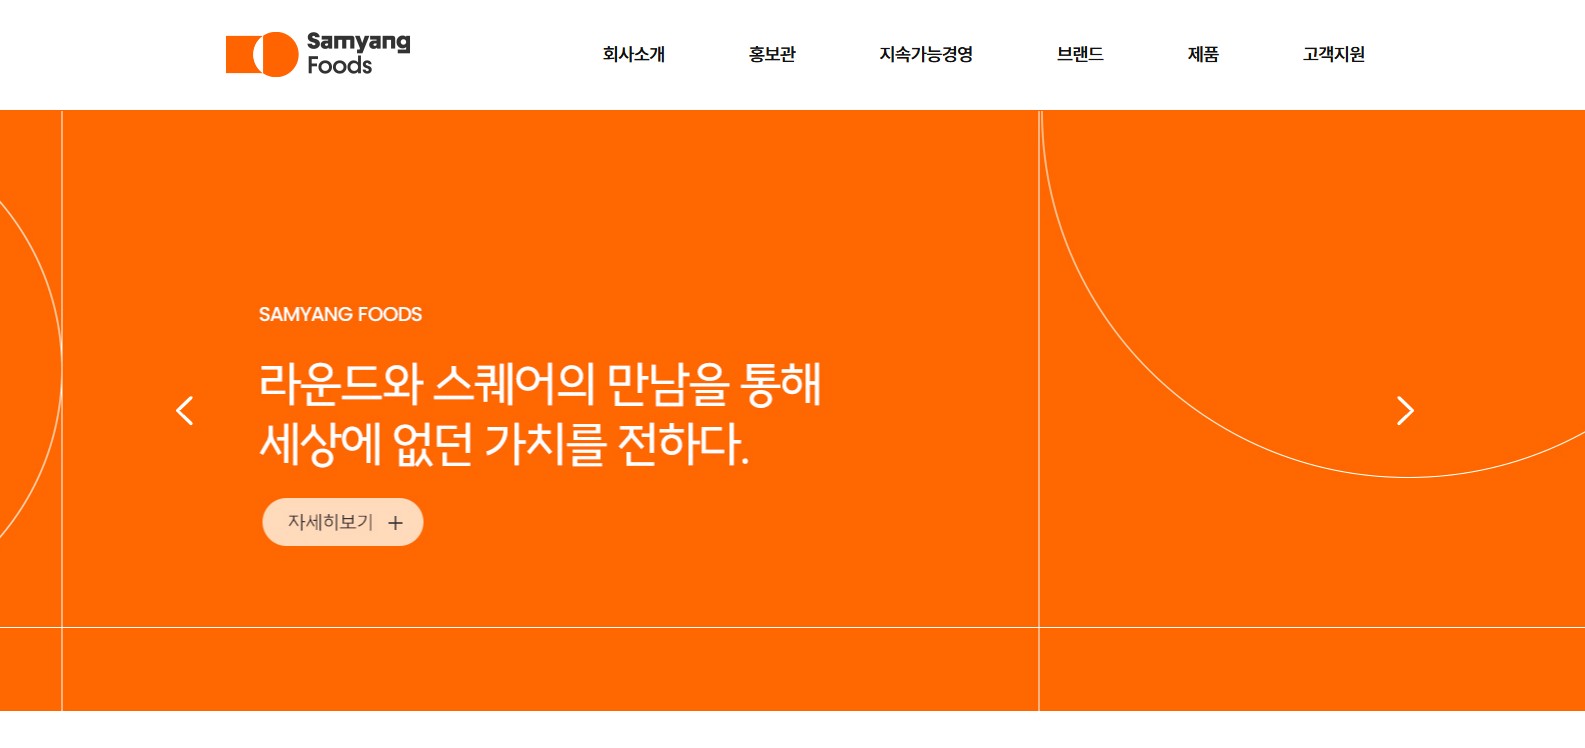 Samyang
Foods
회사소개 홍보관 지속가능경영 브랜드 제품 고객지원
SAMYANG FOODS
라운드와 스퀘어의 만남을 통해
세상에 없던 가치를 전하다.
자세히보기 +